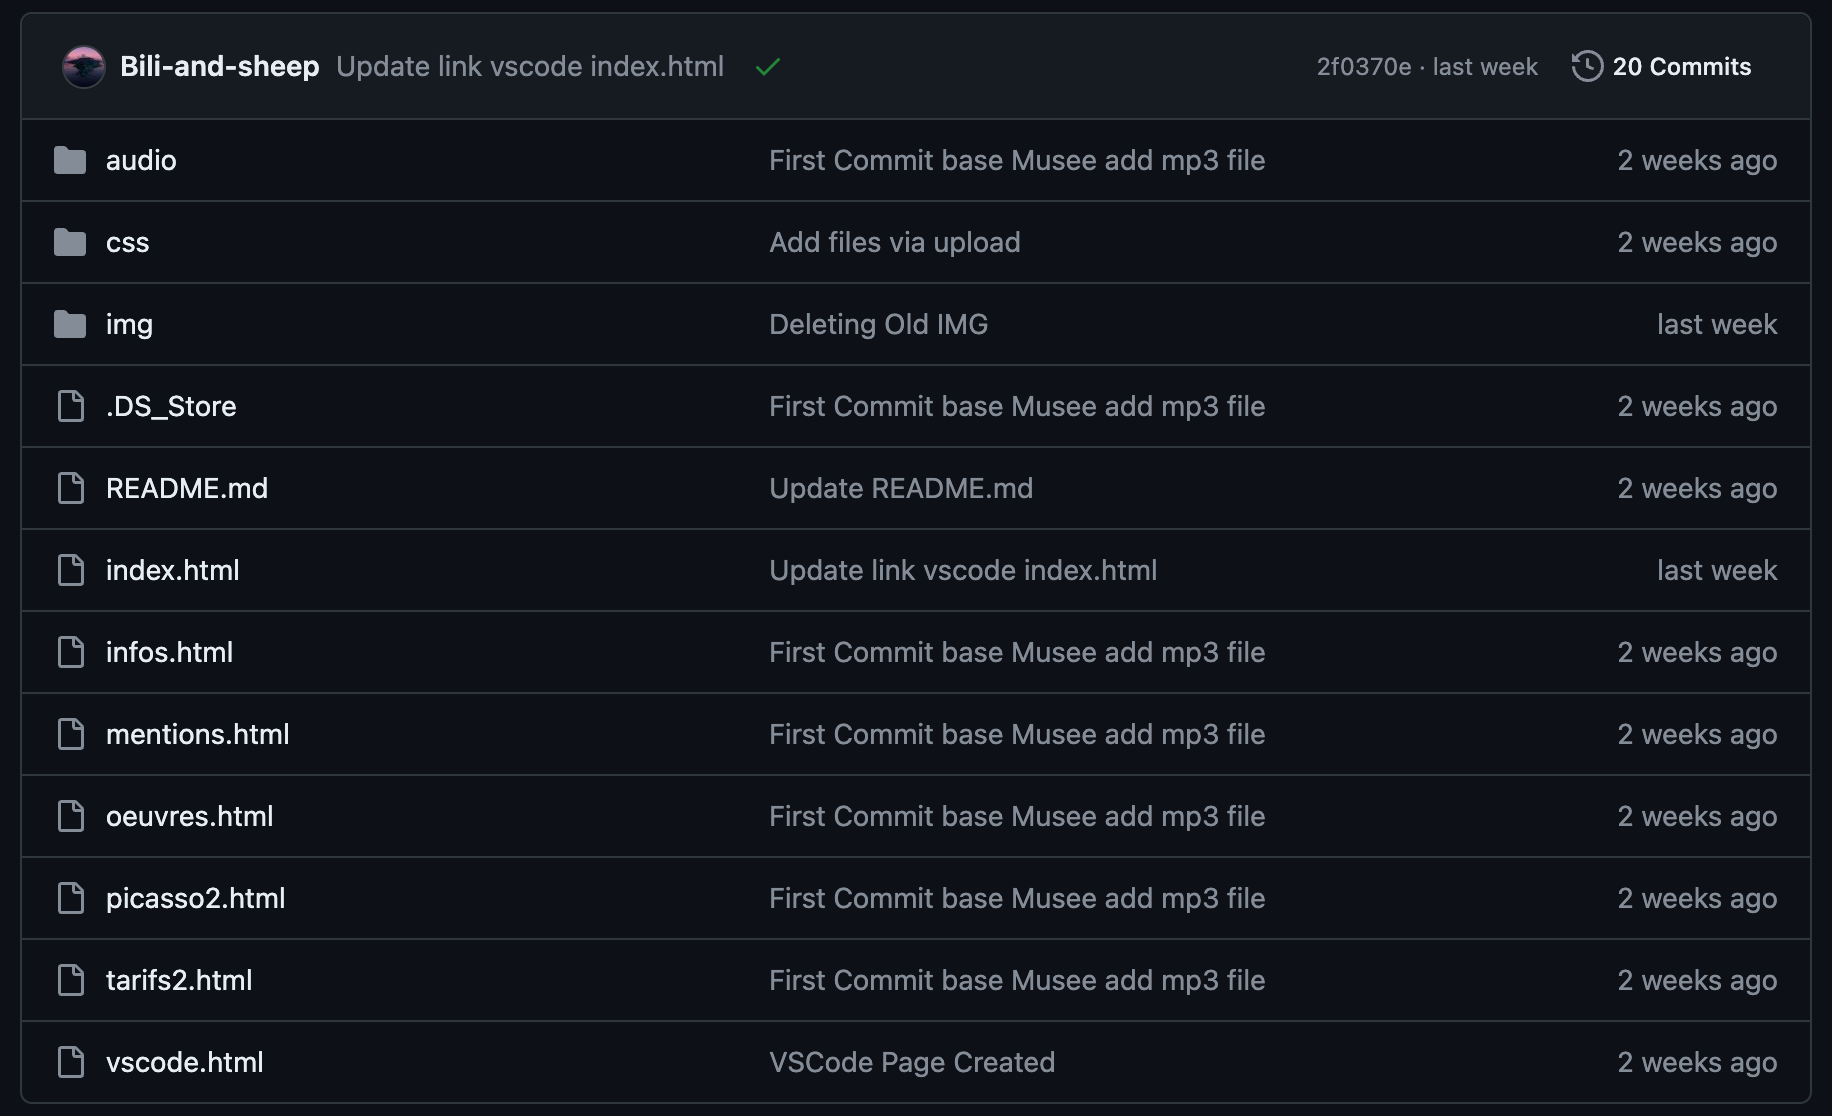 Bili-and-sheep Update link vscode index.html 2f0370e · last week 20 Commits
audio First Commit base Musee add mp3 file 2 weeks ago
css Add files via upload 2 weeks ago
img Deleting Old IMG last week
.DS_Store First Commit base Musee add mp3 file 2 weeks ago
README.md Update README.md 2 weeks ago
index.html Update link vscode index.html last week
infos.html First Commit base Musee add mp3 file 2 weeks ago
mentions.html First Commit base Musee add mp3 file 2 weeks ago
oeuvres.html First Commit base Musee add mp3 file 2 weeks ago
picasso2.html First Commit base Musee add mp3 file 2 weeks ago
tarifs2.html First Commit base Musee add mp3 file 2 weeks ago
vscode.html VSCode Page Created 2 weeks ago